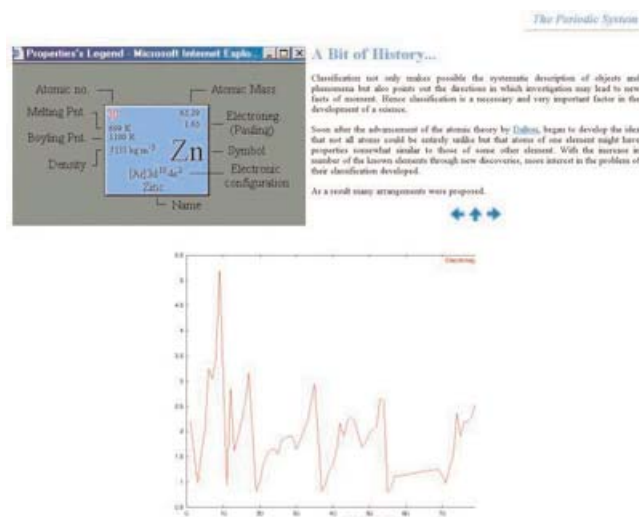 The Periodic System
Properties's Legend - Microsoft Internet Explo...
A Bit of History...
Atomic no.
Atomic Mass
Melting Pnt.
Boyling Pnt.
Density
Electroneg. (Pauling)
Symbol
Electronic configuration
Name
1180 K
Zn
Zinc
Classification not only makes possible the systematic description of objects and
phenomena but also points out the directions in which investigation may lead to new
facts of moment. Hence classification is a necessary and very important factor in the
development of a science.
Soon after the advancement of the atomic theory by Dalton, began to develop the idea
that not all atoms could be entirely unlike but that atoms of one element might have
properties somewhat similar to those of some other element. With the increase in
number of the known elements through new discoveries, more interest in the problem of
their classification developed.
As a result many arrangements were proposed.